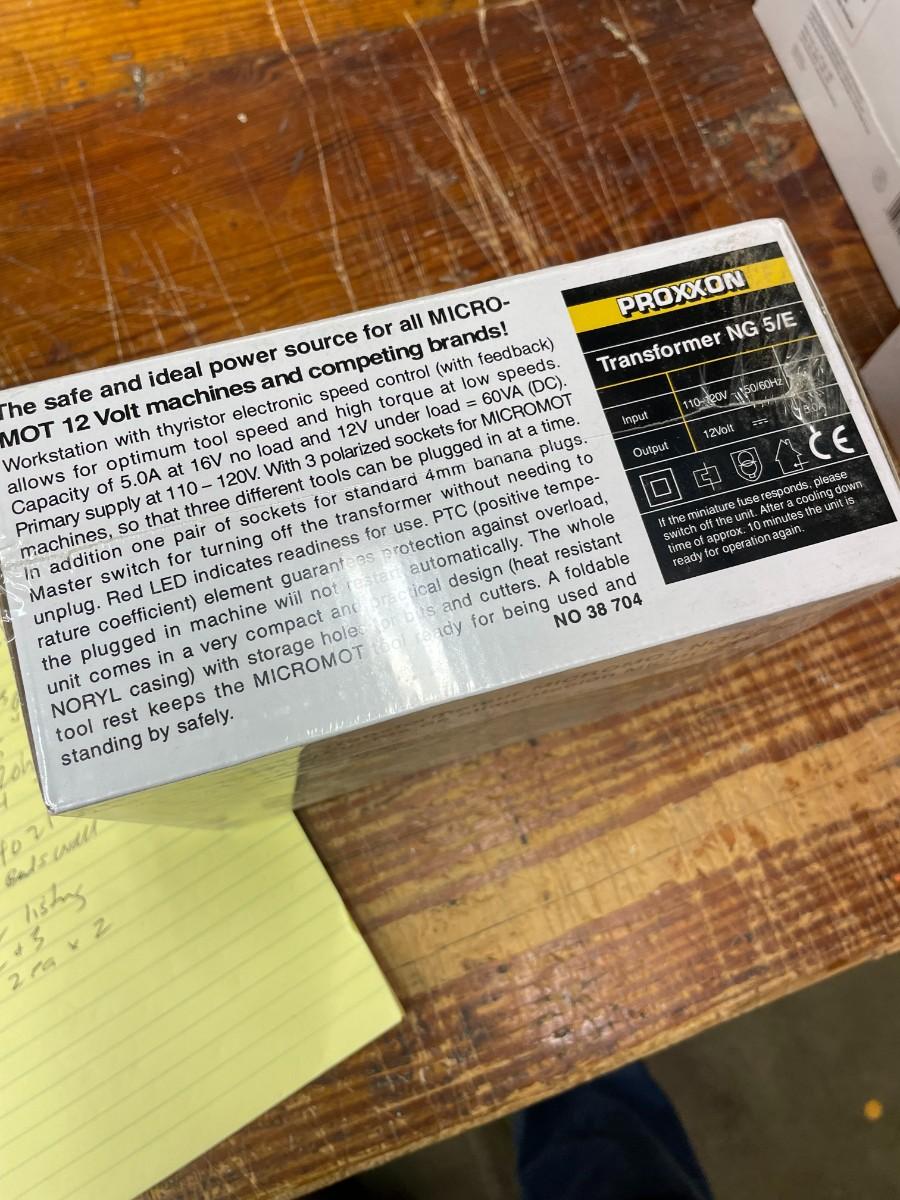 The safe and ideal power source for all MICRO-
MOT 12 Volt machines and competing brands!
Workstation with thyristor electronic speed control (with feedback)
allows for optimum tool speed and high torque at low speeds.
Capacity of 5.0A at 16V no load and 12V under load = 60VA (DC).
Primary supply at 110 – 120V. With 3 polarized sockets for MICROMOT
machines, so that three different tools can be plugged in at a time.
In addition one pair of sockets for standard 4mm banana plugs.
Master switch for turning off the transformer without needing to
unplug. Red LED indicates readiness for use. PTC (positive tempe-
rature coefficient) element guarantees protection against overload,
the plugged in machine wiil not restart automatically. The whole
unit comes in a very compact and practical design (heat resistant
NORYL casing) with storage holes for bits and cutters. A foldable
tool rest keeps the MICROMOT tool ready for being used and
standing by safely.
NO 38 704
PROXXON
Transformer NG 5/E
Input 110-120V 50/60Hz
Output 12Volt 5.0A
CE
If the miniature fuse responds, please
switch off the unit. After a cooling down
time of approx. 10 minutes the unit is
ready for operation again.
listing
2 ea x 2